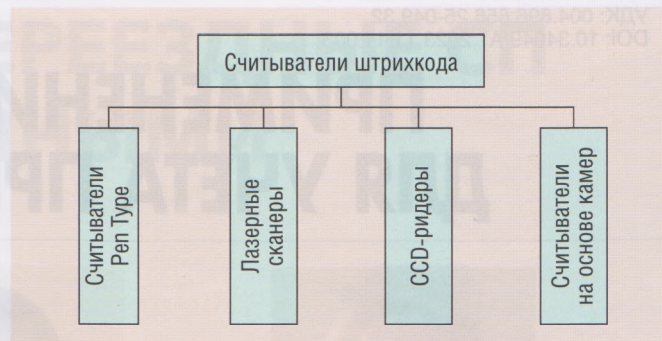 Считыватели штрихкода
Считыватели
Pen Type
Лазерные
сканеры
CCD-ридеры
Считыватели
на основе камер